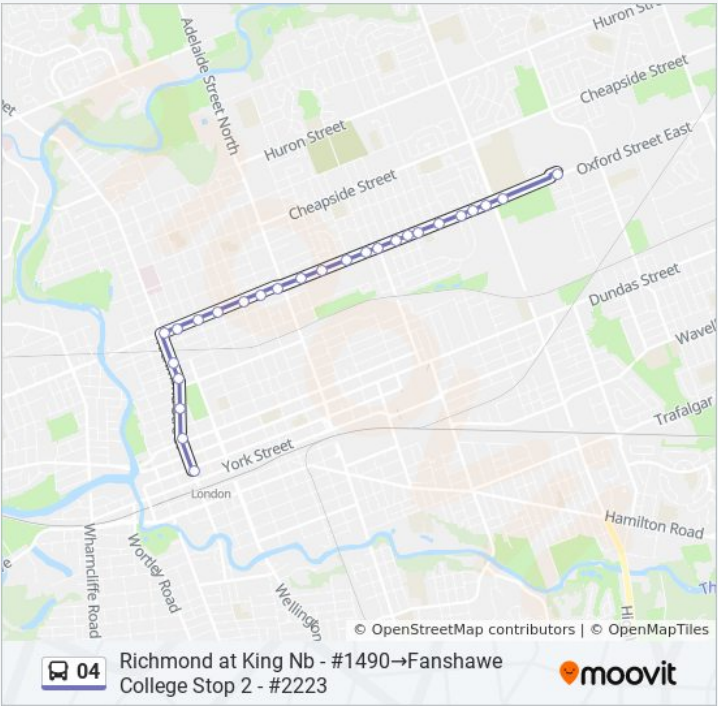 Huron
Adelaide Street North
Cheapside Street
Huron Street
Oxford Street East
Cheapside Street
Dundas Street
Trafalgar
York Street
London
Hamilton Road
Wharncliffe Road
Wortley Road
Wellington
© OpenStreetMap contributors | © OpenMapTiles
04
Richmond at King Nb - #1490→Fanshawe
College Stop 2 - #2223
moovit